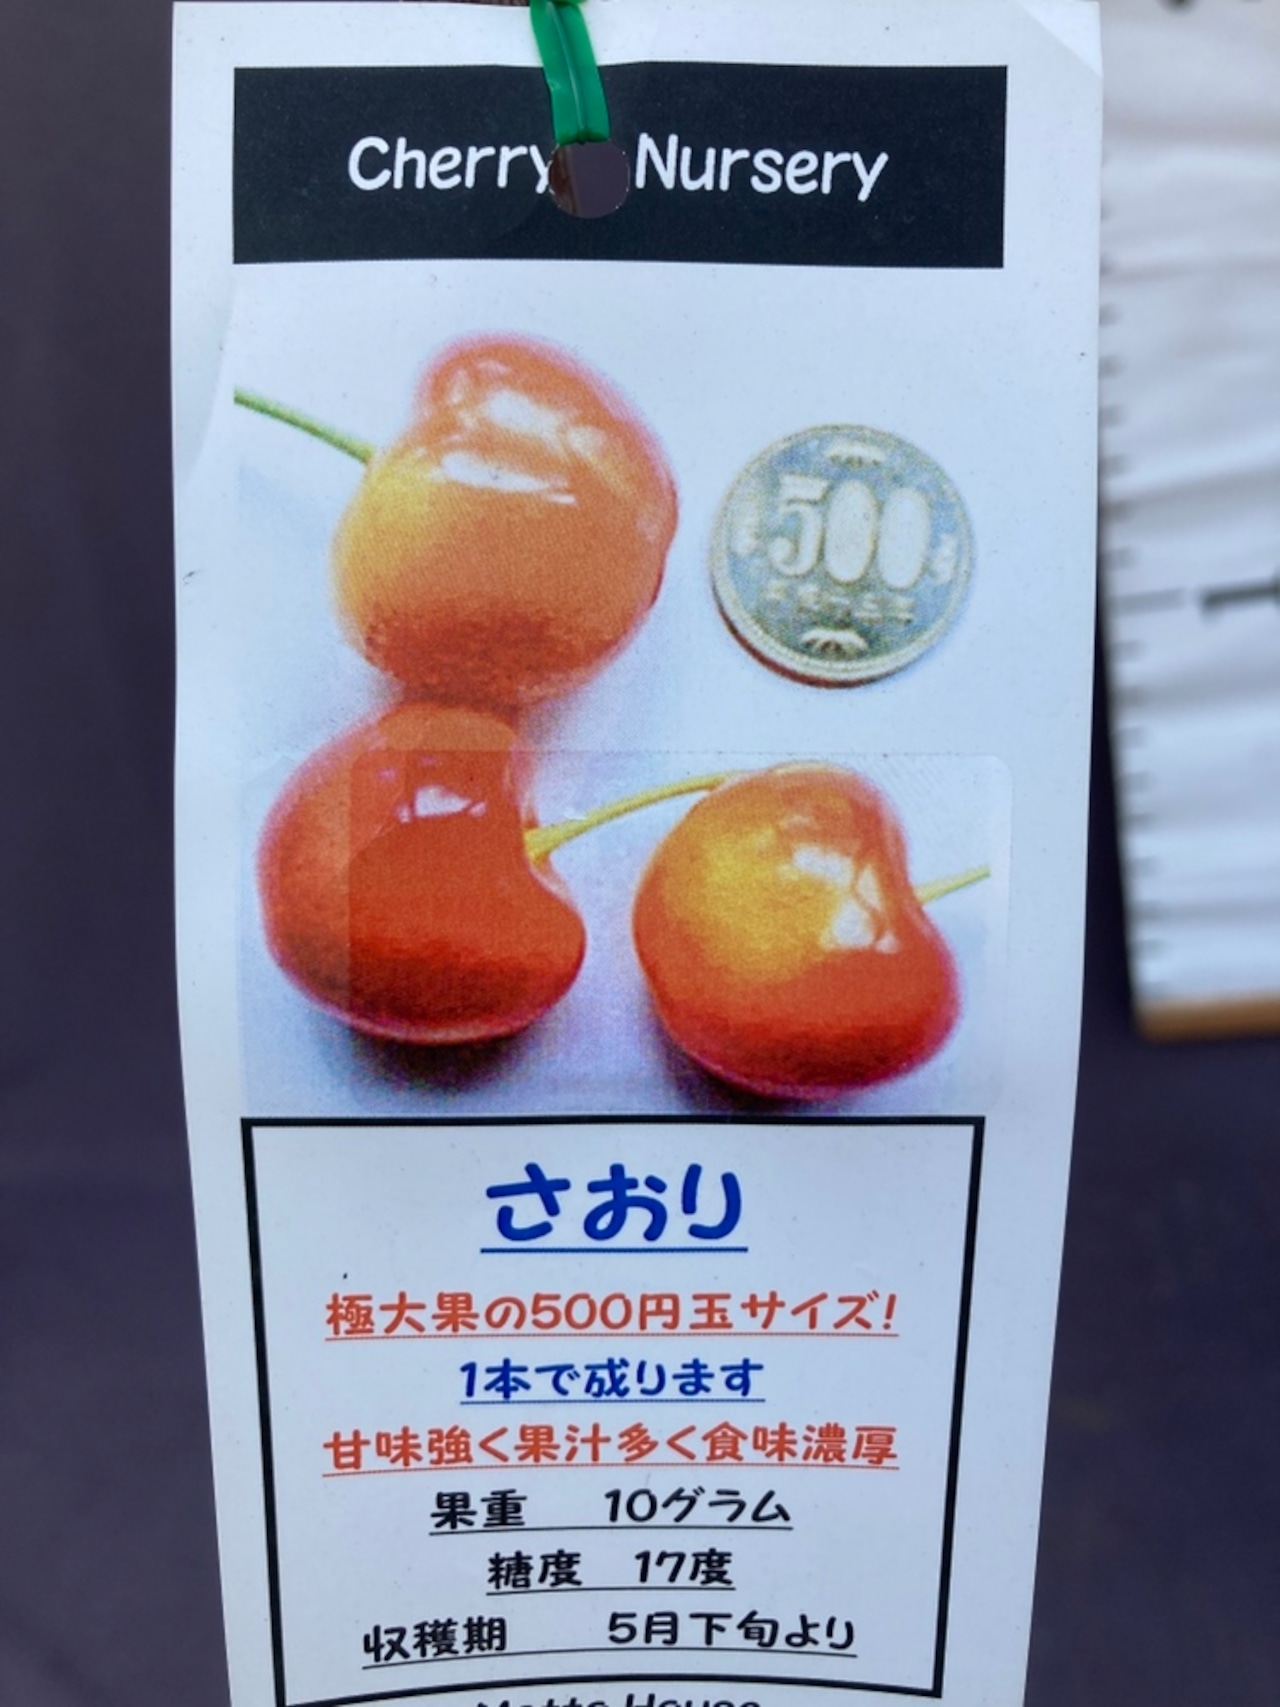 Cherry Nursery
500
さおり
極大果の500円玉サイズ!
1本で成ります
甘味強く果汁多く食味濃厚
果重 10グラム
糖度 17度
収穫期 5月下旬より